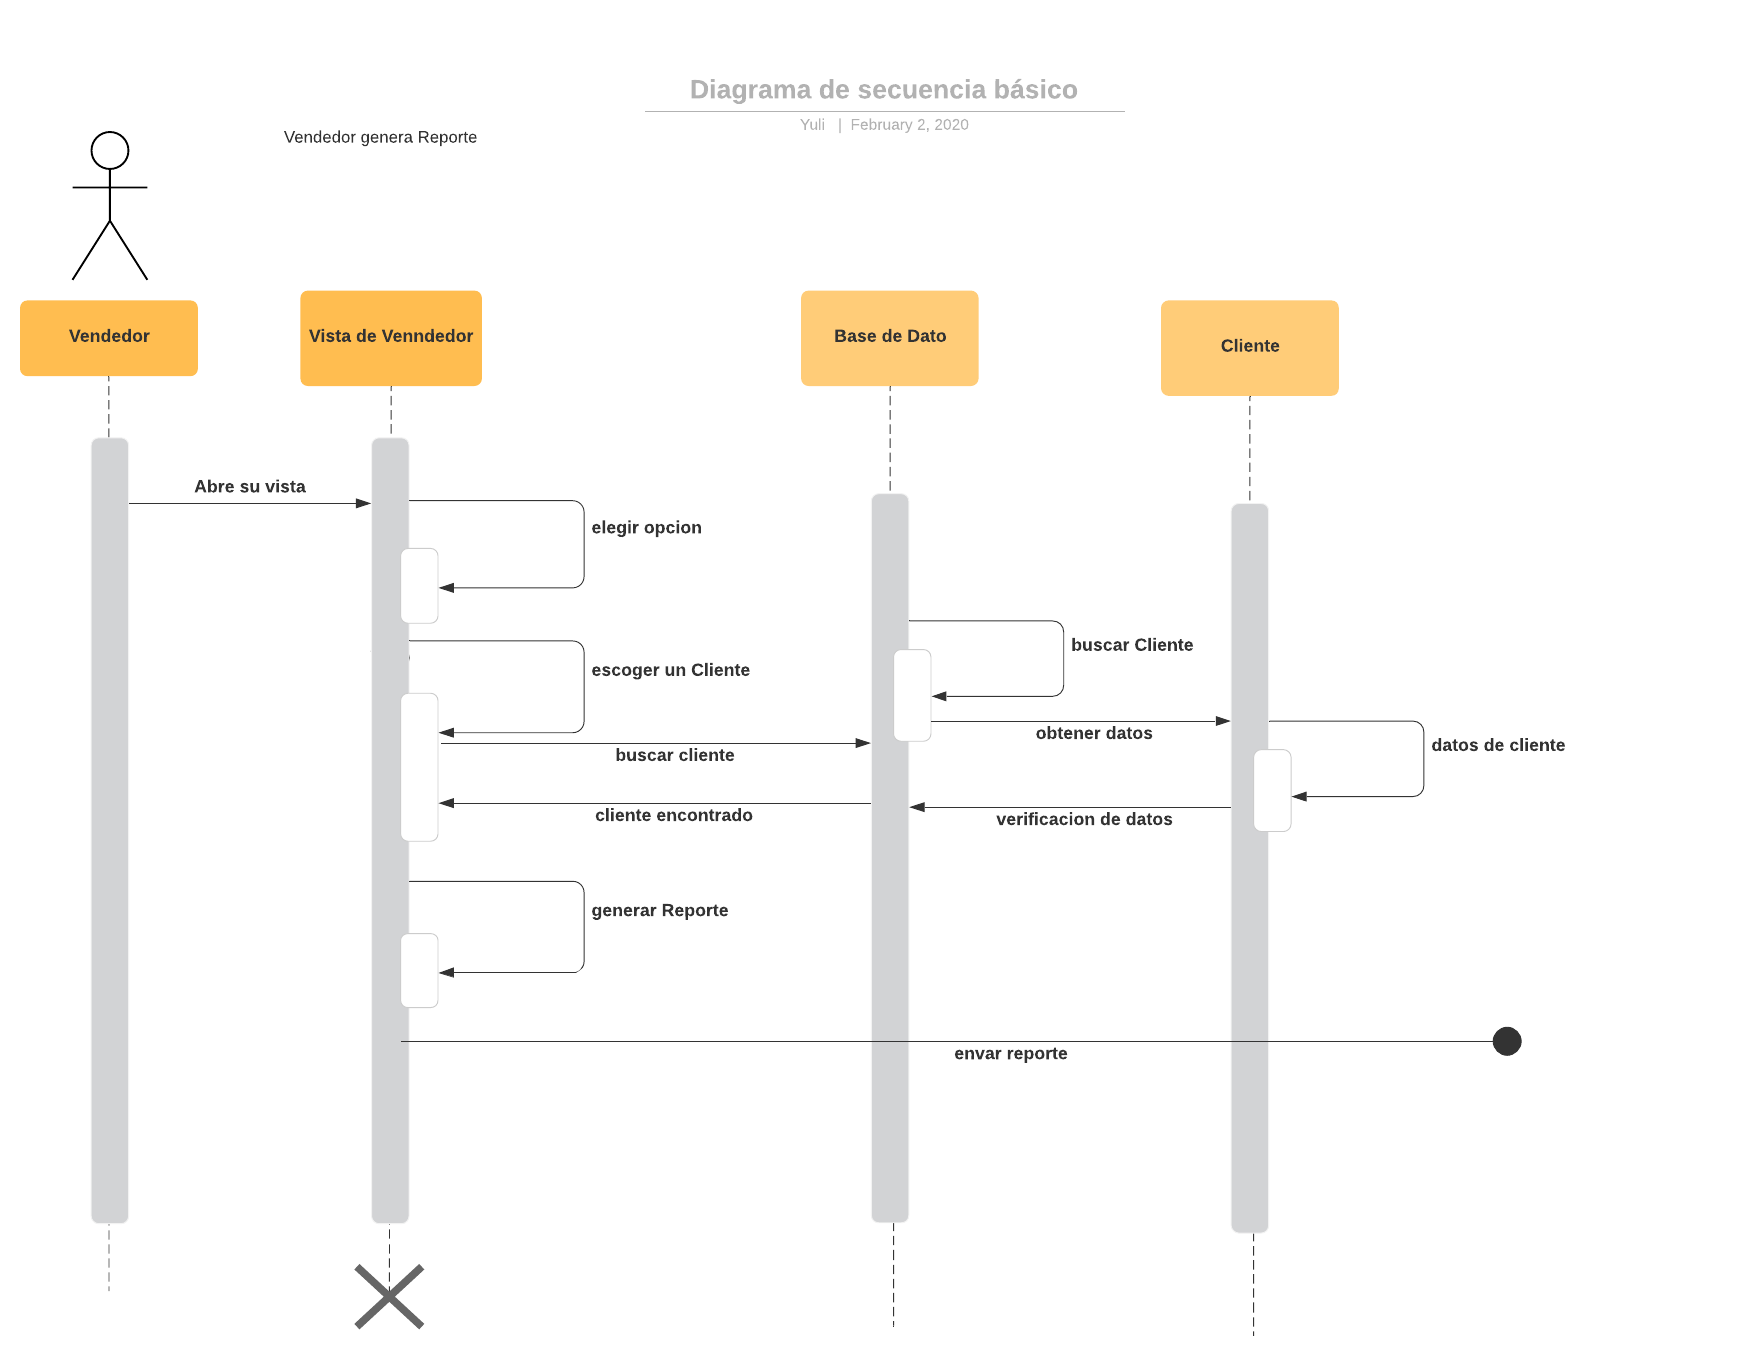 Diagrama de secuencia básico
Yuli | February 2, 2020
Vendedor genera Reporte
Vendedor
Vista de Venndedor
Base de Dato
Cliente
Abre su vista
elegir opcion
buscar Cliente
escoger un Cliente
obtener datos
datos de cliente
buscar cliente
cliente encontrado
verificacion de datos
generar Reporte
envar reporte